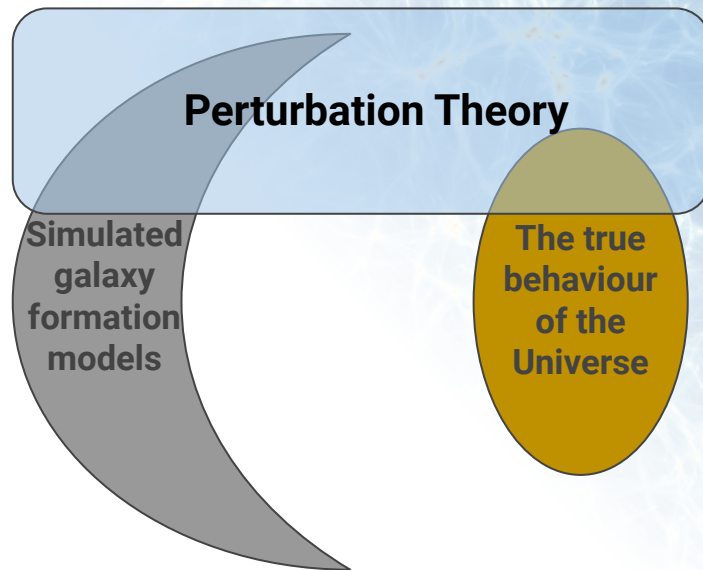 Perturbation Theory
Simulated
galaxy
formation
models
The true
behaviour
of the
Universe